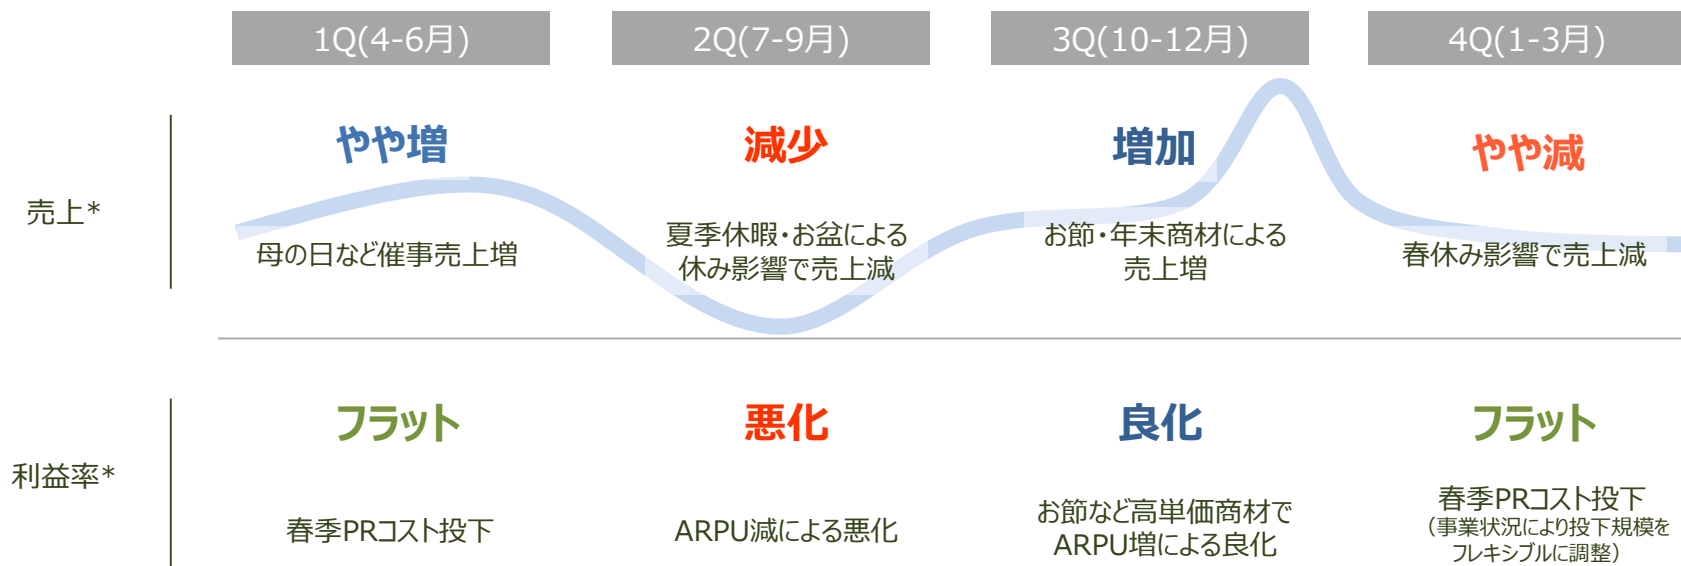 1Q(4-6月)
2Q(7-9月)
3Q(10-12月)
4Q(1-3月)
売上*
やや増
減少
増加
やや減
母の日など催事売上増
夏季休暇・お盆による
休み影響で売上減
お節・年末商材による
売上増
春休み影響で売上減
利益率*
フラット
悪化
良化
フラット
春季PRコスト投下
ARPU減による悪化
お節など高単価商材で
ARPU増による良化
春季PRコスト投下
（事業状況により投下規模を
フレキシブルに調整）